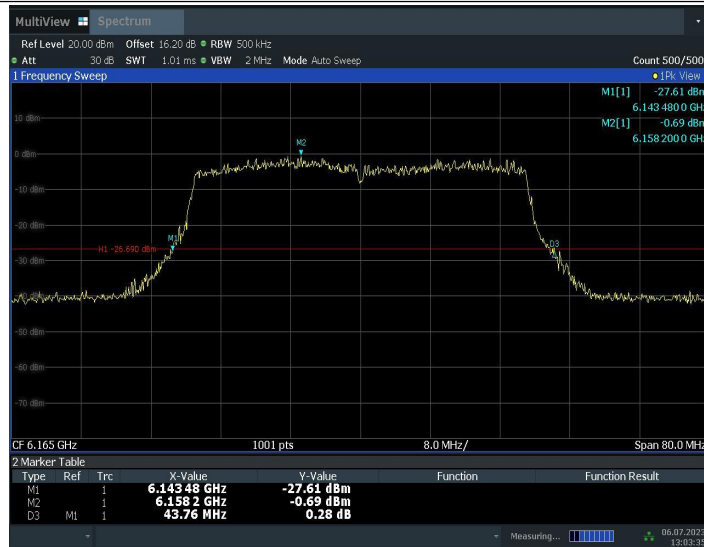 MultiView Spectrum
Ref Level 20.00 dBm Offset 16.20 dB RBW 500 kHz
Att 30 dB SWT 1.01 ms VBW 2 MHz Mode Auto Sweep Count 500/500
1 Frequency Sweep 1Pk View
M1[1] -27.61 dBm
6.143 480 0 GHz
M2[1] -0.69 dBm
6.158 200 0 GHz
10 dBm
M2
0 dBm
-10 dBm
-20 dBm
M1
D3
H1 -26.690 dBm
-30 dBm
-40 dBm
-50 dBm
-60 dBm
-70 dBm
CF 6.165 GHz 1001 pts 8.0 MHz/ Span 80.0 MHz
2 Marker Table
Type Ref Trc X-Value Y-Value Function Function Result
M1 1 6.143 48 GHz -27.61 dBm
M2 1 6.158 2 GHz -0.69 dBm
D3 M1 1 43.76 MHz 0.28 dB
Measuring... 06.07.2023
13:03:35